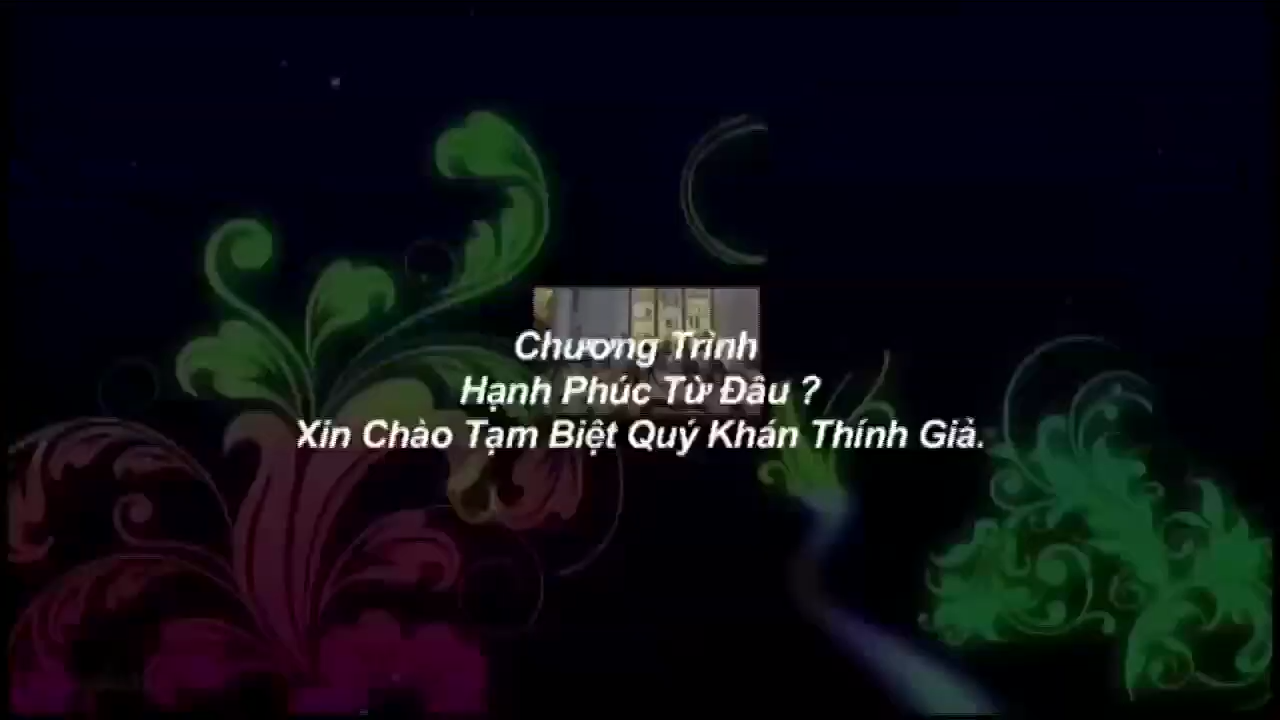 Chương Trình
Hạnh Phúc Từ Đâu ?
Xin Chào Tạm Biệt Quý Khán Thính Giả.